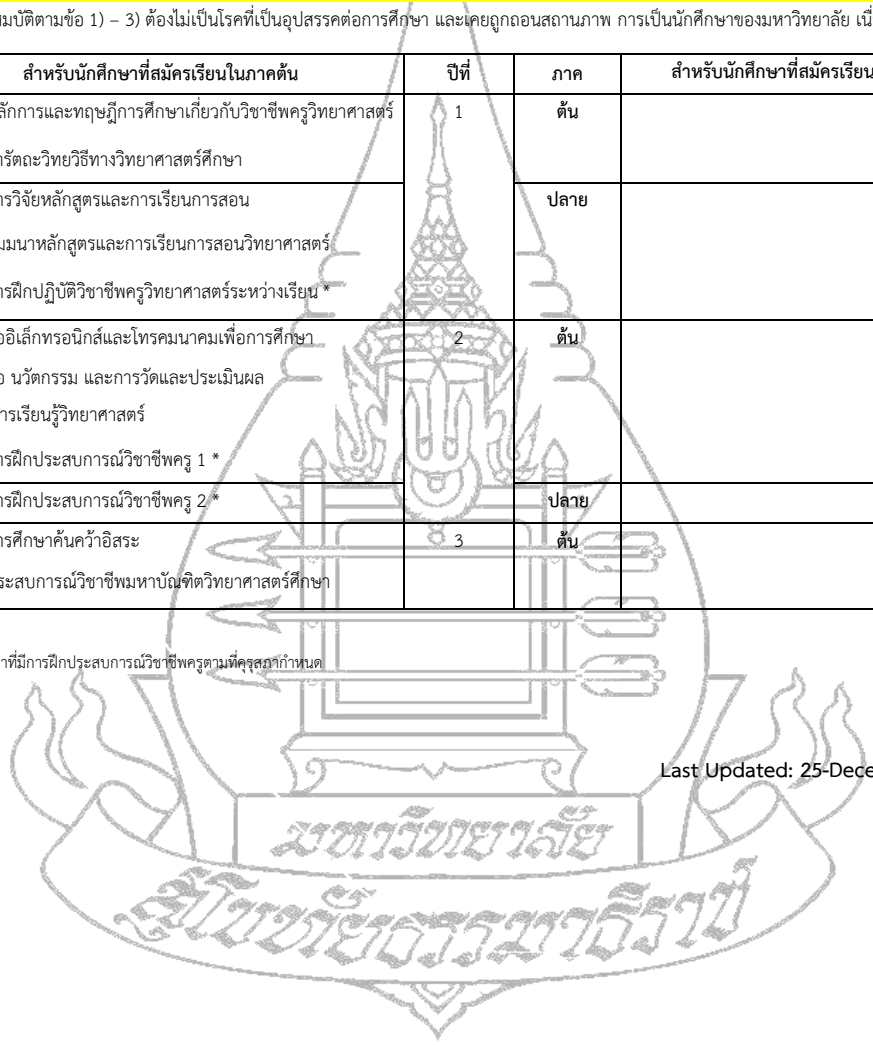 มบัติตามข้อ 1) – 3) ต้องไม่เป็นโรคที่เป็นอุปสรรคต่อการศึกษา และเคยถูกถอนสถานภาพ การเป็นนักศึกษาของมหาวิทยาลัย เนื่
สำหรับนักศึกษาที่สมัครเรียนในภาคต้น ปีที่ ภาค สำหรับนักศึกษาที่สมัครเรียน
ลักการและทฤษฎีการศึกษาเกี่ยวกับวิชาชีพครูวิทยาศาสตร์ 1 ต้น
ารัตถะวิทยวิธีทางวิทยาศาสตร์ศึกษา
ารวิจัยหลักสูตรและการเรียนการสอน ปลาย
ัมมนาหลักสูตรและการเรียนการสอนวิทยาศาสตร์
ารฝึกปฏิบัติวิชาชีพครูวิทยาศาสตร์ระหว่างเรียน *
ื่ออิเล็กทรอนิกส์และโทรคมนาคมเพื่อการศึกษา 2 ต้น
อ นวัตกรรม และการวัดและประเมินผล
ารเรียนรู้วิทยาศาสตร์
ารฝึกประสบการณ์วิชาชีพครู 1 *
ารฝึกประสบการณ์วิชาชีพครู 2 * ปลาย
ารศึกษาค้นคว้าอิสระ 3 ต้น
ระสบการณ์วิชาชีพมหาบัณฑิตวิทยาศาสตร์ศึกษา
าที่มีการฝึกประสบการณ์วิชาชีพครูตามที่คุรุสภากำหนด
Last Updated: 25-Dece
มหาวิทยาลัย
สุโขทัยธรรมาธิราช